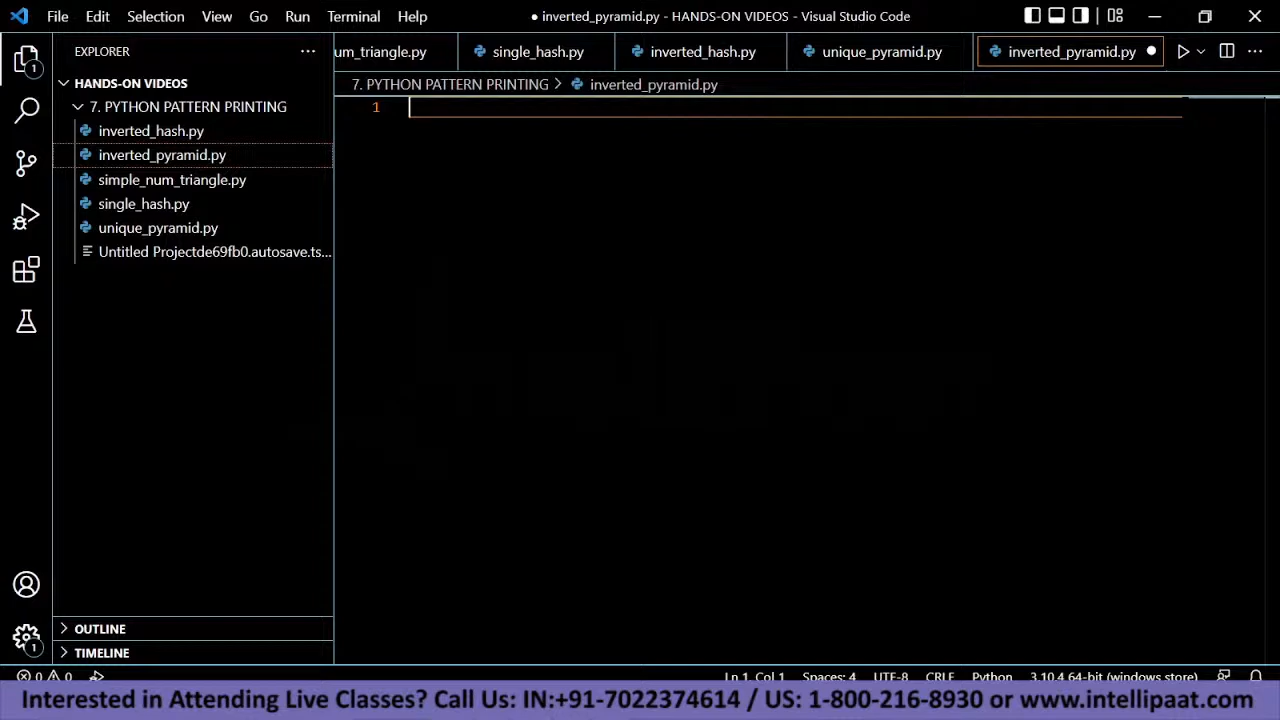 File Edit Selection View Go Run Terminal Help
● inverted_pyramid.py - HANDS-ON VIDEOS - Visual Studio Code
EXPLORER ...
um_triangle.py single_hash.py inverted_hash.py unique_pyramid.py inverted_pyramid.py
HANDS-ON VIDEOS
7. PYTHON PATTERN PRINTING > inverted_pyramid.py
7. PYTHON PATTERN PRINTING
1
inverted_hash.py
inverted_pyramid.py
simple_num_triangle.py
single_hash.py
unique_pyramid.py
Untitled Projectde69fb0.autosave.ts...
1
OUTLINE
TIMELINE
1
0 0 Ln 1, Col 1 Spaces: 4 UTF-8 CRLF Python 3.10.4 64-bit (windows store)
Interested in Attending Live Classes? Call Us: IN:+91-7022374614 / US: 1-800-216-8930 or www.intellipaat.com